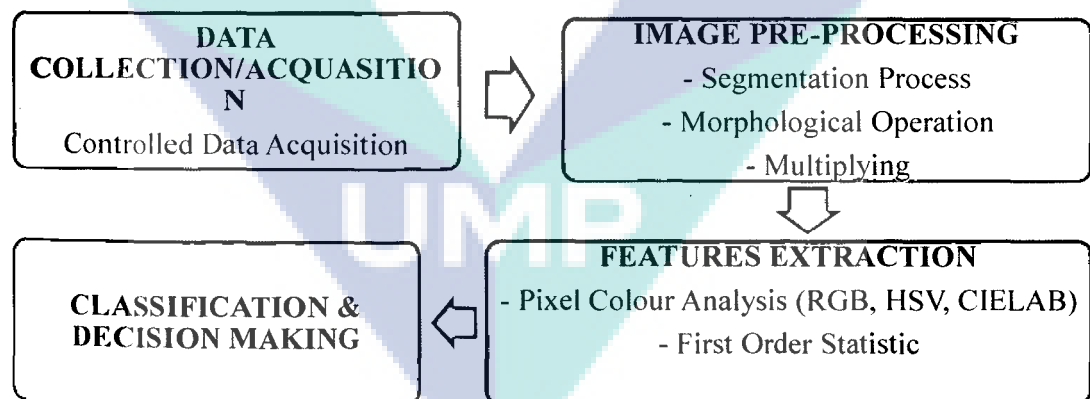 DATA
COLLECTION/ACQUASITIO
N
Controlled Data Acquisition
IMAGE PRE-PROCESSING
- Segmentation Process
- Morphological Operation
- Multiplying
FEATURES EXTRACTION
- Pixel Colour Analysis (RGB, HSV, CIELAB)
- First Order Statistic
CLASSIFICATION &
DECISION MAKING
UMP